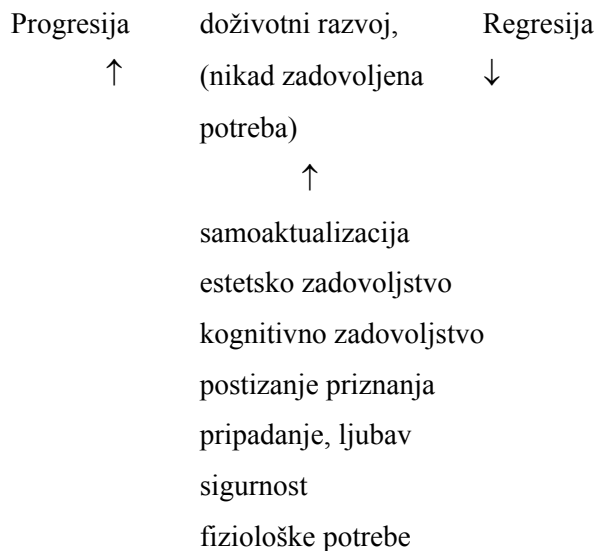 Progresija doživotni razvoj, Regresija
↑ (nikad zadovoljena ↓
potreba)
↑
samoaktualizacija
estetsko zadovoljstvo
kognitivno zadovoljstvo
postizanje priznanja
pripadanje, ljubav
sigurnost
fiziološke potrebe